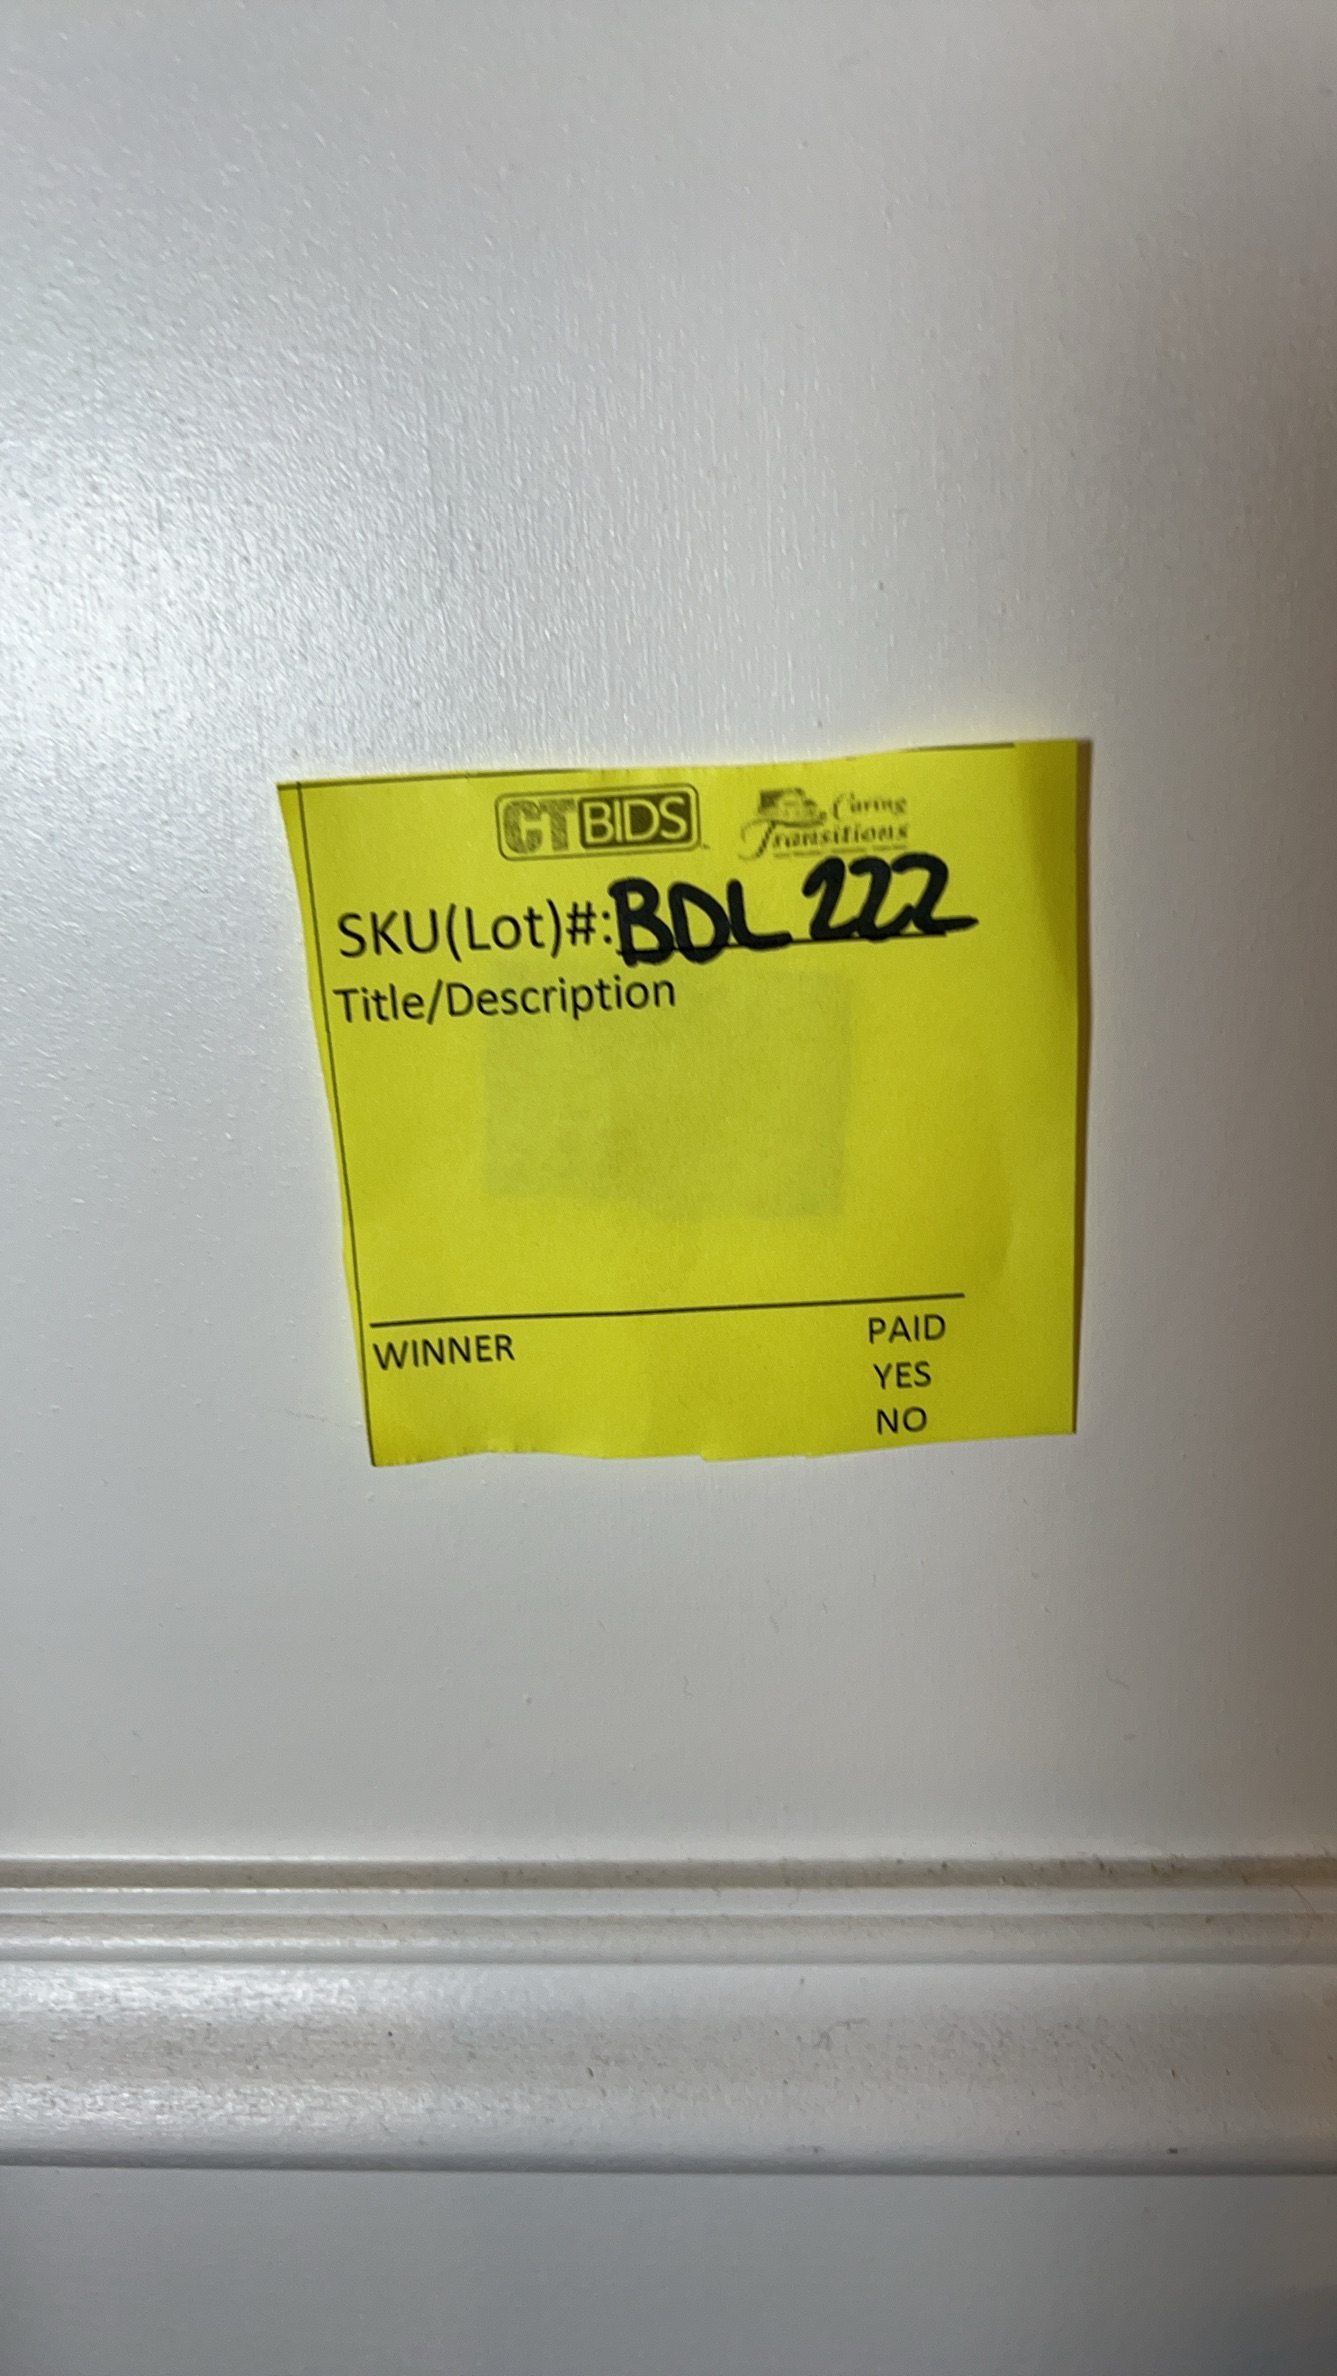 CTBIDS
Caring
Transitions
SKU(Lot)#: BDL 222
Title/Description
WINNER
PAID
YES
NO